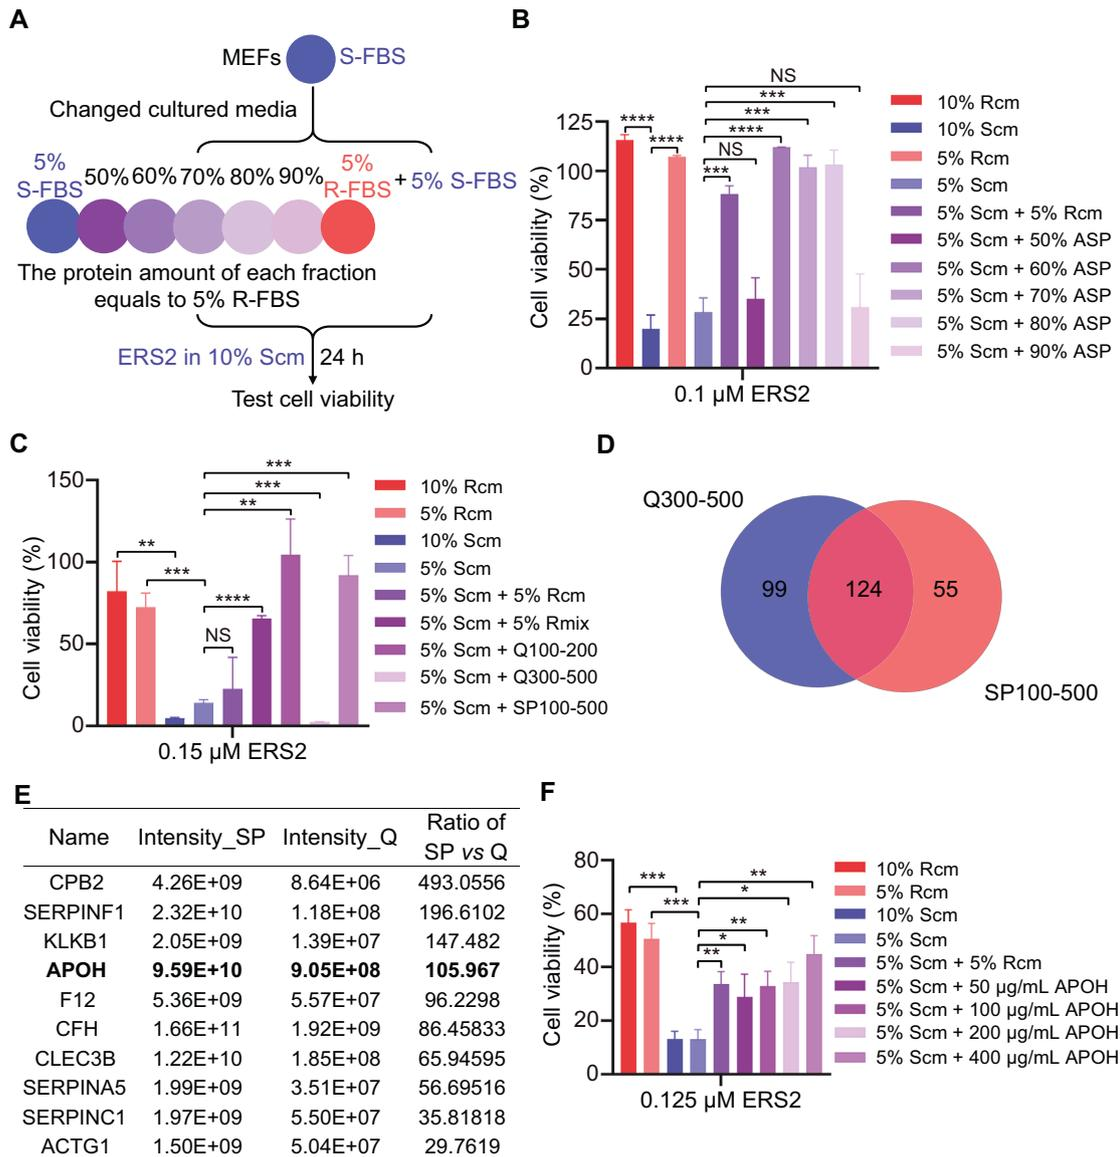 A
MEFs S-FBS
Changed cultured media
5%
S-FBS 50% 60% 70% 80% 90% 5%
R-FBS + 5% S-FBS
The protein amount of each fraction
equals to 5% R-FBS
ERS2 in 10% Scm 24 h
Test cell viability
B
Cell viability (%)
125
100
75
50
25
0
**** **** *** NS **** *** *** NS
0.1 μM ERS2
10% Rcm
10% Scm
5% Rcm
5% Scm
5% Scm + 5% Rcm
5% Scm + 50% ASP
5% Scm + 60% ASP
5% Scm + 70% ASP
5% Scm + 80% ASP
5% Scm + 90% ASP
C
Cell viability (%)
150
100
50
0
** *** NS **** ** *** ***
0.15 μM ERS2
10% Rcm
5% Rcm
10% Scm
5% Scm
5% Scm + 5% Rcm
5% Scm + 5% Rmix
5% Scm + Q100-200
5% Scm + Q300-500
5% Scm + SP100-500
D
Q300-500
99 124 55
SP100-500
E
Name Intensity_SP Intensity_Q Ratio of
SP vs Q
CPB2 4.26E+09 8.64E+06 493.0556
SERPINF1 2.32E+10 1.18E+08 196.6102
KLKB1 2.05E+09 1.39E+07 147.482
APOH 9.59E+10 9.05E+08 105.967
F12 5.36E+09 5.57E+07 96.2298
CFH 1.66E+11 1.92E+09 86.45833
CLEC3B 1.22E+10 1.85E+08 65.94595
SERPINA5 1.99E+09 3.51E+07 56.69516
SERPINC1 1.97E+09 5.50E+07 35.81818
ACTG1 1.50E+09 5.04E+07 29.7619
F
Cell viability (%)
80
60
40
20
0
*** *** ** * ** * **
0.125 μM ERS2
10% Rcm
5% Rcm
10% Scm
5% Scm
5% Scm + 5% Rcm
5% Scm + 50 μg/mL APOH
5% Scm + 100 μg/mL APOH
5% Scm + 200 μg/mL APOH
5% Scm + 400 μg/mL APOH